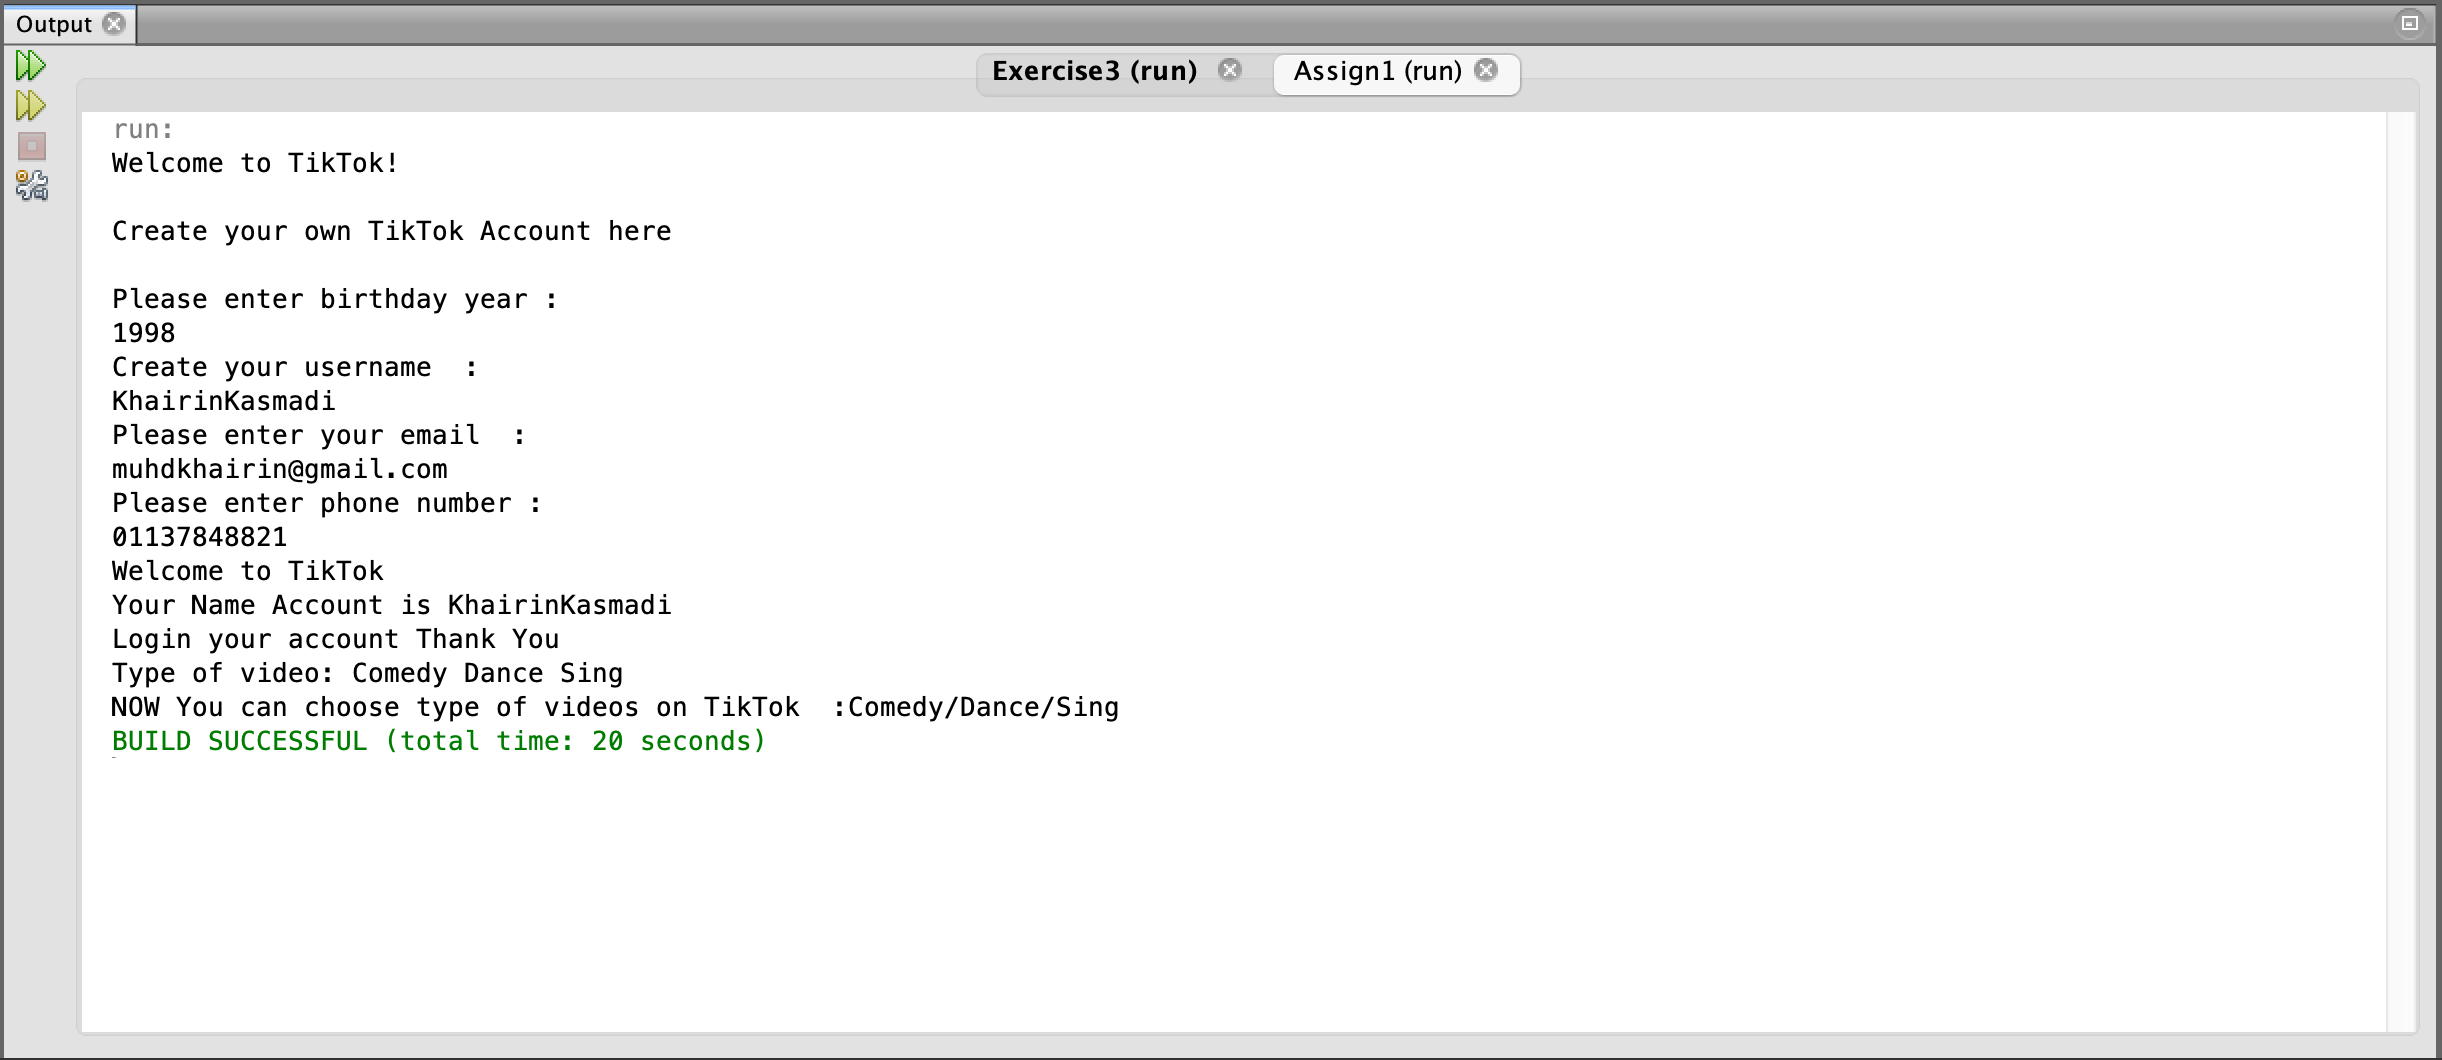 Output
Exercise3 (run) Assign1 (run)
run:
Welcome to TikTok!
Create your own TikTok Account here
Please enter birthday year :
1998
Create your username  :
KhairinKasmadi
Please enter your email  :
muhdkhairin@gmail.com
Please enter phone number :
01137848821
Welcome to TikTok
Your Name Account is KhairinKasmadi
Login your account Thank You
Type of video: Comedy Dance Sing
NOW You can choose type of videos on TikTok  :Comedy/Dance/Sing
BUILD SUCCESSFUL (total time: 20 seconds)